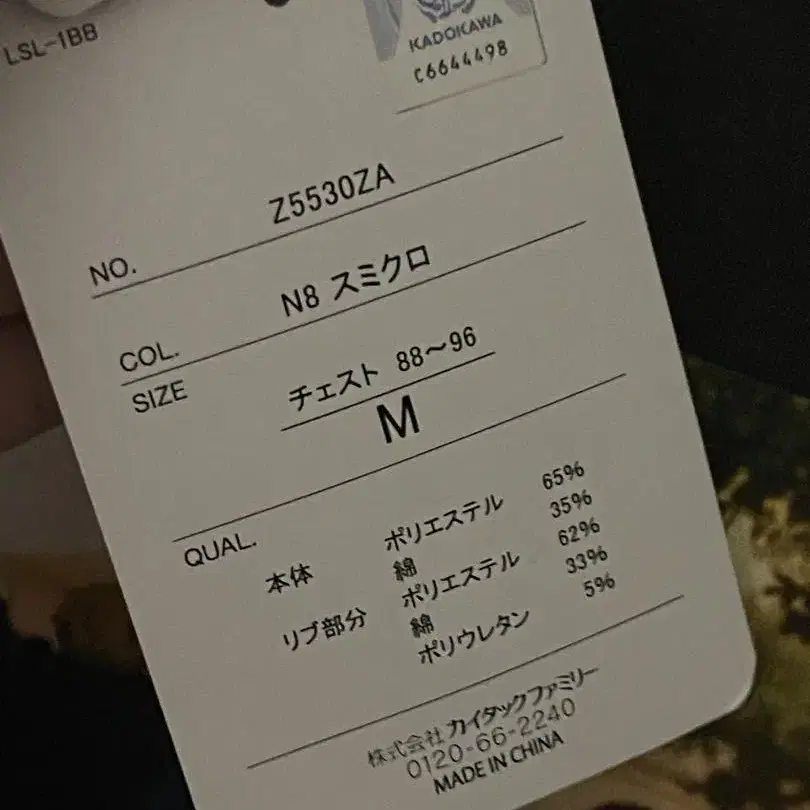 LSL-1BB
KADOKAWA
C6644498
NO. Z5530ZA
COL. N8 スミクロ
SIZE チェスト 88〜96
M
QUAL. 本体 ポリエステル 65%
綿 35%
リブ部分 ポリエステル 62%
綿 33%
ポリウレタン 5%
株式会社カイタックファミリー
0120-66-2240
MADE IN CHINA